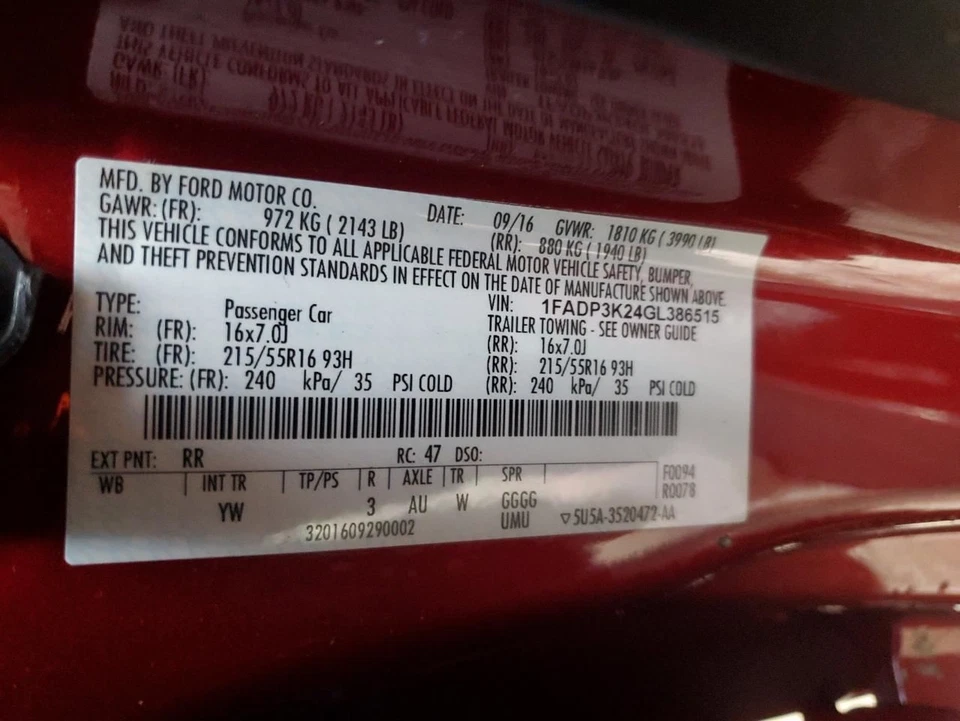 MFD. BY FORD MOTOR CO.
DATE: 09/16 GVWR: 1810 KG ( 3990 LB)
GAWR: (FR): 972 KG ( 2143 LB) (RR): 880 KG ( 1940 LB)
THIS VEHICLE CONFORMS TO ALL APPLICABLE FEDERAL MOTOR VEHICLE SAFETY, BUMPER,
AND THEFT PREVENTION STANDARDS IN EFFECT ON THE DATE OF MANUFACTURE SHOWN ABOVE.
VIN: 1FADP3K24GL386515
TYPE: Passenger Car TRAILER TOWING - SEE OWNER GUIDE
RIM: (FR): 16x7.0J (RR): 16x7.0J
TIRE: (FR): 215/55R16 93H (RR): 215/55R16 93H
PRESSURE: (FR): 240 kPa/ 35 PSI COLD (RR): 240 kPa/ 35 PSI COLD
EXT PNT: RR RC: 47 DSO:
WB INT TR TP/PS R AXLE TR SPR F0094
R0078
YW 3 AU W GGGG
UMU ▽5U5A-3520472-AA
3201609290002